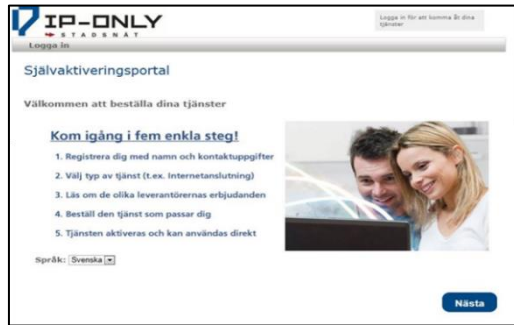 IP-ONLY
STADSNÄT
Logga in för att komma åt dina
tjänster
Logga in
Självaktiveringsportal
Välkommen att beställa dina tjänster
Kom igång i fem enkla steg!
1. Registrera dig med namn och kontaktuppgifter
2. Välj typ av tjänst (t.ex. Internetanslutning)
3. Läs om de olika leverantörernas erbjudanden
4. Beställ den tjänst som passar dig
5. Tjänsten aktiveras och kan användas direkt
Språk: Svenska
Nästa